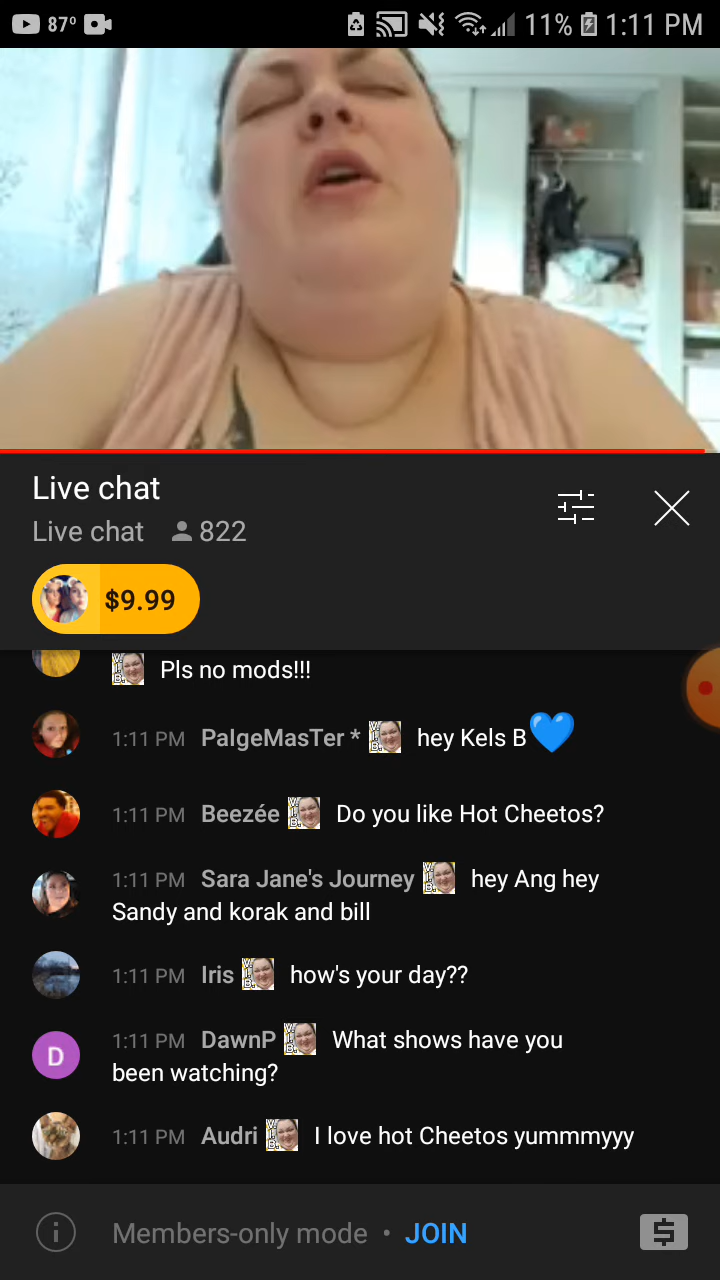 87° 11% 1:11 PM
Live chat
Live chat 822
$9.99
Pls no mods!!!
1:11 PM PaIgeMasTer * hey Kels B💙
1:11 PM Beezée Do you like Hot Cheetos?
1:11 PM Sara Jane's Journey hey Ang hey
Sandy and korak and bill
1:11 PM Iris how's your day??
D
1:11 PM DawnP What shows have you
been watching?
1:11 PM Audri I love hot Cheetos yummmyyy
Members-only mode • JOIN